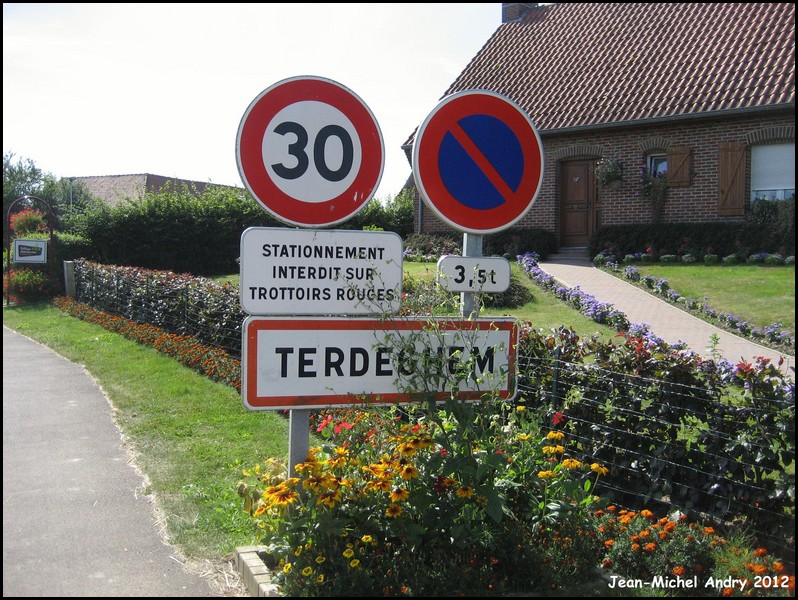 30
STATIONNEMENT
INTERDIT SUR
TROTTOIRS ROUGES
3,5t
TERDEGHEM
Jean-Michel Andry 2012